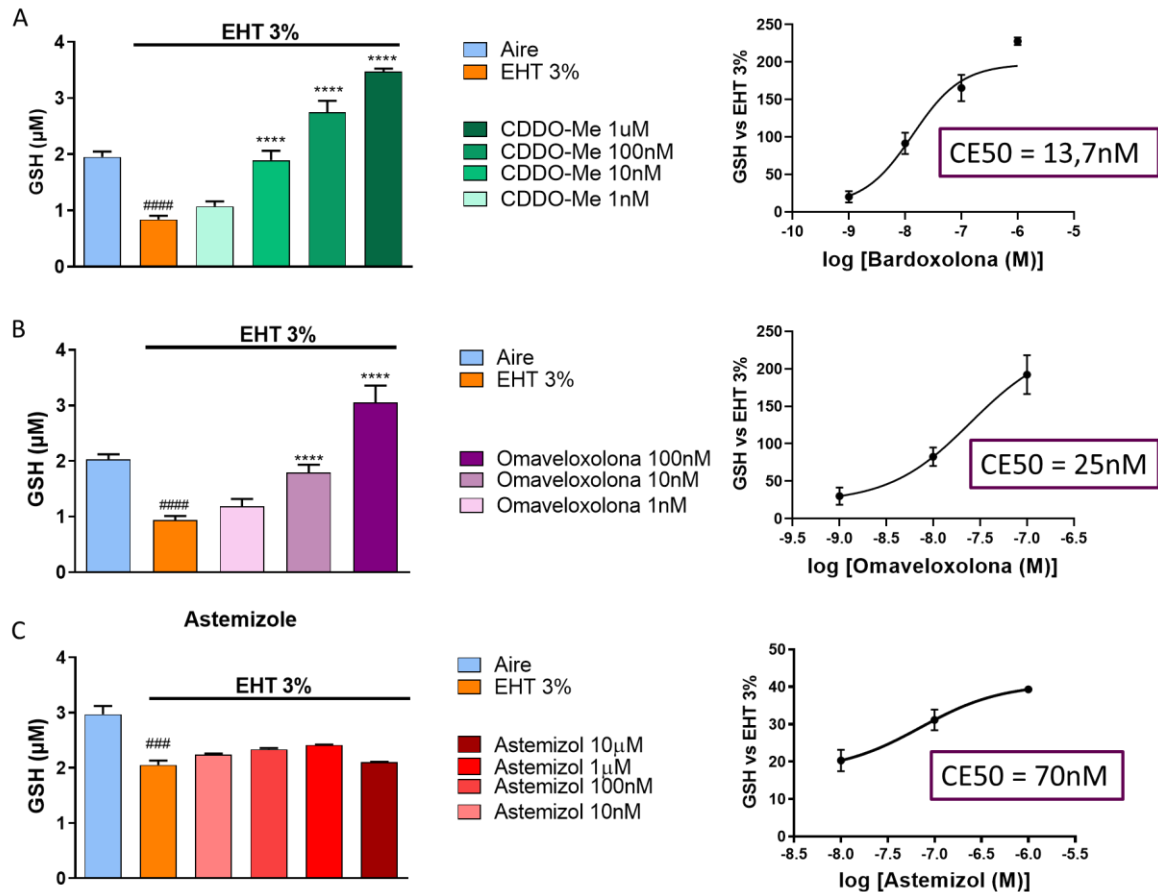 A
EHT 3%
GSH (µM)
4
3
2
1
0
####
****
****
****
Aire
EHT 3%
CDDO-Me 1uM
CDDO-Me 100nM
CDDO-Me 10nM
CDDO-Me 1nM
GSH vs EHT 3%
250
200
150
100
50
0
CE50 = 13,7nM
-10 -9 -8 -7 -6 -5
log [Bardoxolona (M)]
B
EHT 3%
GSH (µM)
4
3
2
1
0
####
****
****
Aire
EHT 3%
Omaveloxolona 100nM
Omaveloxolona 10nM
Omaveloxolona 1nM
GSH vs EHT 3%
250
200
150
100
50
0
CE50 = 25nM
-9.5 -9.0 -8.5 -8.0 -7.5 -7.0 -6.5
log [Omaveloxolona (M)]
C
Astemizole
EHT 3%
GSH (µM)
4
3
2
1
0
###
Aire
EHT 3%
Astemizol 10µM
Astemizol 1µM
Astemizol 100nM
Astemizol 10nM
GSH vs EHT 3%
50
40
30
20
10
0
CE50 = 70nM
-8.5 -8.0 -7.5 -7.0 -6.5 -6.0 -5.5
log [Astemizol (M)]